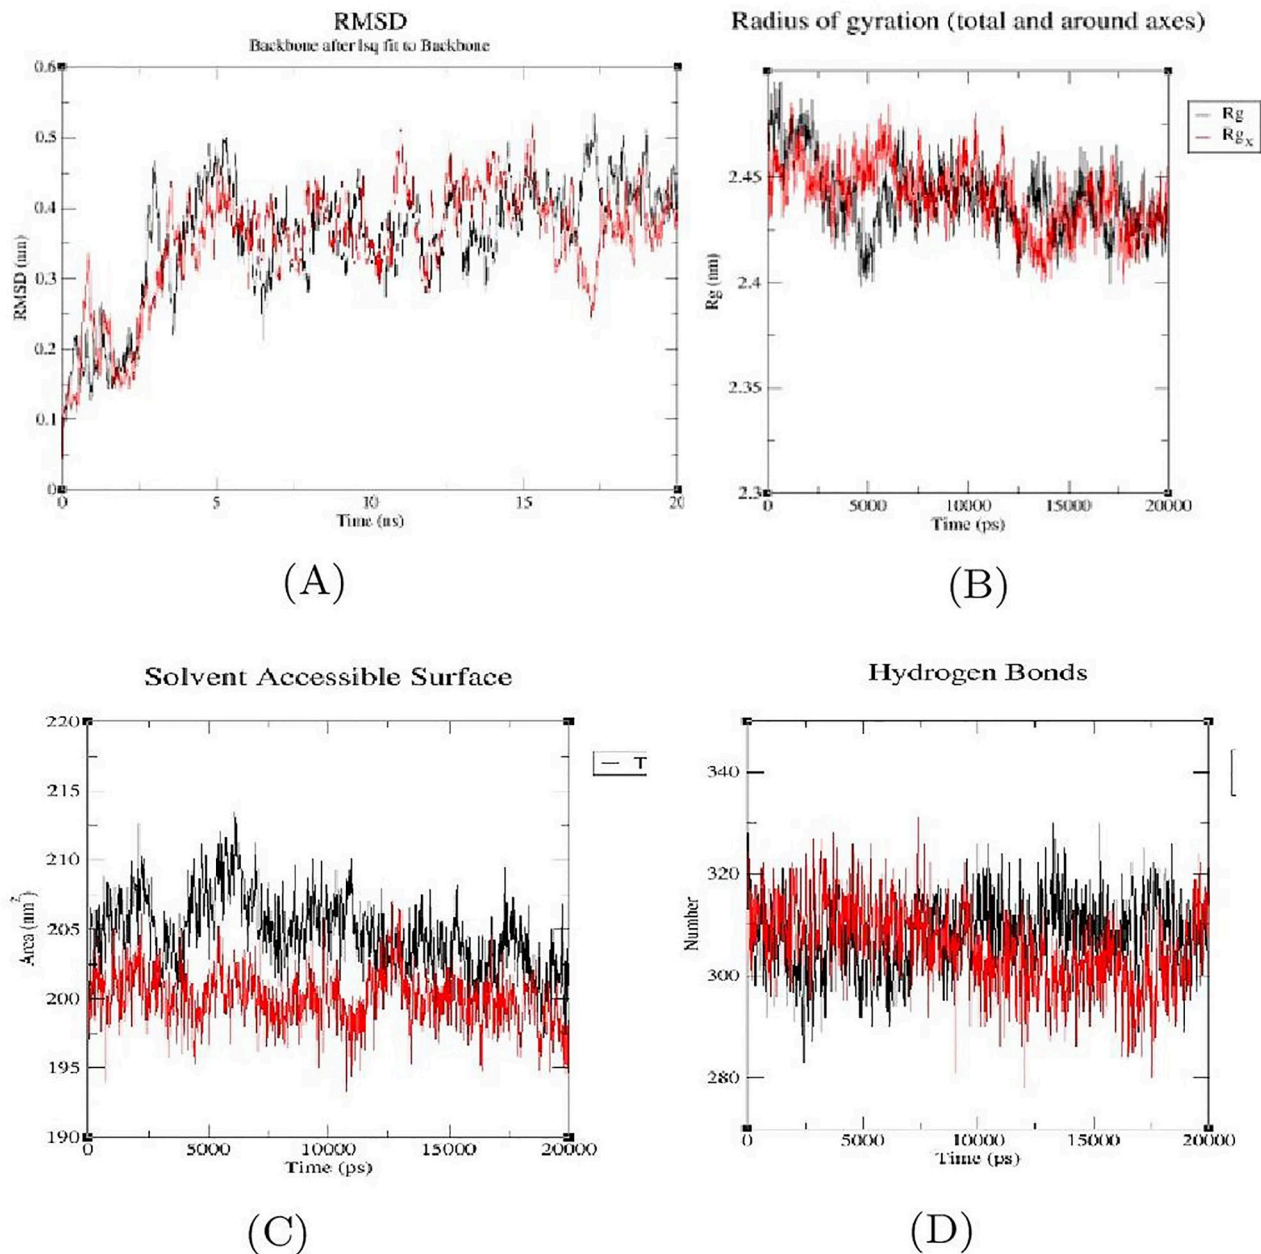 RMSD
Backbone after lsq fit to Backbone
0.6
0.5
0.4
0.3
0.2
0.1
0
RMSD (nm)
0 5 10 15 20
Time (ns)
(A)
Radius of gyration (total and around axes)
Rg
Rgx
2.45
2.4
2.35
2.3
Rg (nm)
0 5000 10000 15000 20000
Time (ps)
(B)
Solvent Accessible Surface
220
215
210
205
200
195
190
Area (nm²)
T
0 5000 10000 15000 20000
Time (ps)
(C)
Hydrogen Bonds
340
320
300
280
Number
0 5000 10000 15000 20000
Time (ps)
(D)